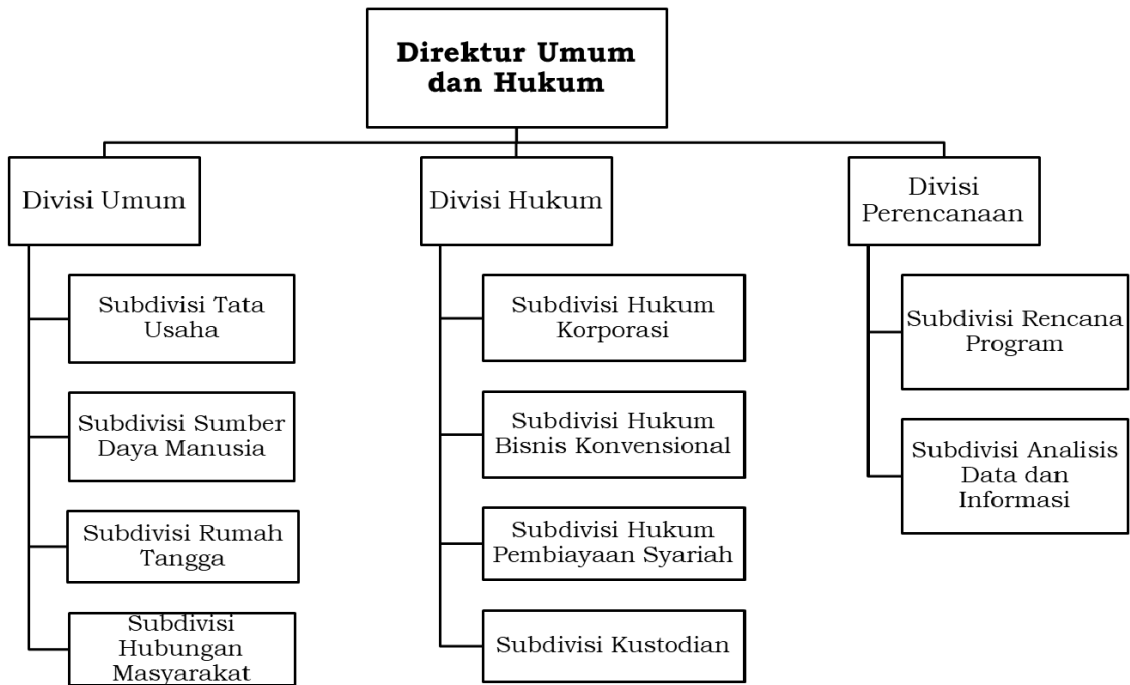 Direktur Umum
dan Hukum
Divisi Umum
Subdivisi Tata
Usaha
Subdivisi Sumber
Daya Manusia
Subdivisi Rumah
Tangga
Subdivisi
Hubungan
Masyarakat
Divisi Hukum
Subdivisi Hukum
Korporasi
Subdivisi Hukum
Bisnis Konvensional
Subdivisi Hukum
Pembiayaan Syariah
Subdivisi Kustodian
Divisi
Perencanaan
Subdivisi Rencana
Program
Subdivisi Analisis
Data dan
Informasi